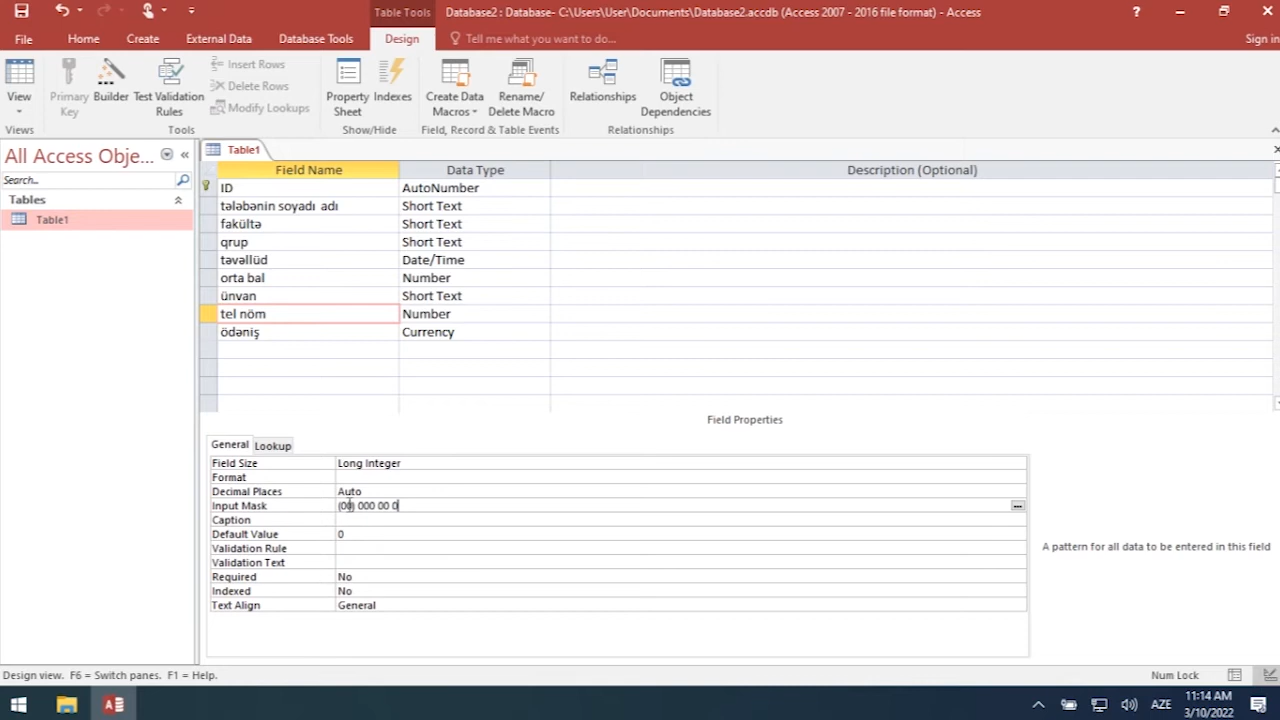 Table Tools
Database2 : Database- C:\Users\User\Documents\Database2.accdb (Access 2007 - 2016 file format) - Access
?
File
Home
Create
External Data
Database Tools
Design
Tell me what you want to do...
Sign in
View
Primary Key
Builder
Test Validation Rules
Insert Rows
Delete Rows
Modify Lookups
Property Sheet
Indexes
Create Data Macros
Rename/ Delete Macro
Relationships
Object Dependencies
Views
Tools
Show/Hide
Field, Record & Table Events
Relationships
All Access Obje...
Search...
Tables
Table1
Table1
Field Name
Data Type
Description (Optional)
ID
AutoNumber
tələbənin soyadı adı
Short Text
fakültə
Short Text
qrup
Short Text
təvəllüd
Date/Time
orta bal
Number
ünvan
Short Text
tel nöm
Number
ödəniş
Currency
Field Properties
General
Lookup
Field Size
Long Integer
Format
Decimal Places
Auto
Input Mask
(00) 000 00 0
Caption
Default Value
0
Validation Rule
Validation Text
Required
No
Indexed
No
Text Align
General
A pattern for all data to be entered in this field
Design view. F6 = Switch panes. F1 = Help.
Num Lock
AZE
11:14 AM
3/10/2022